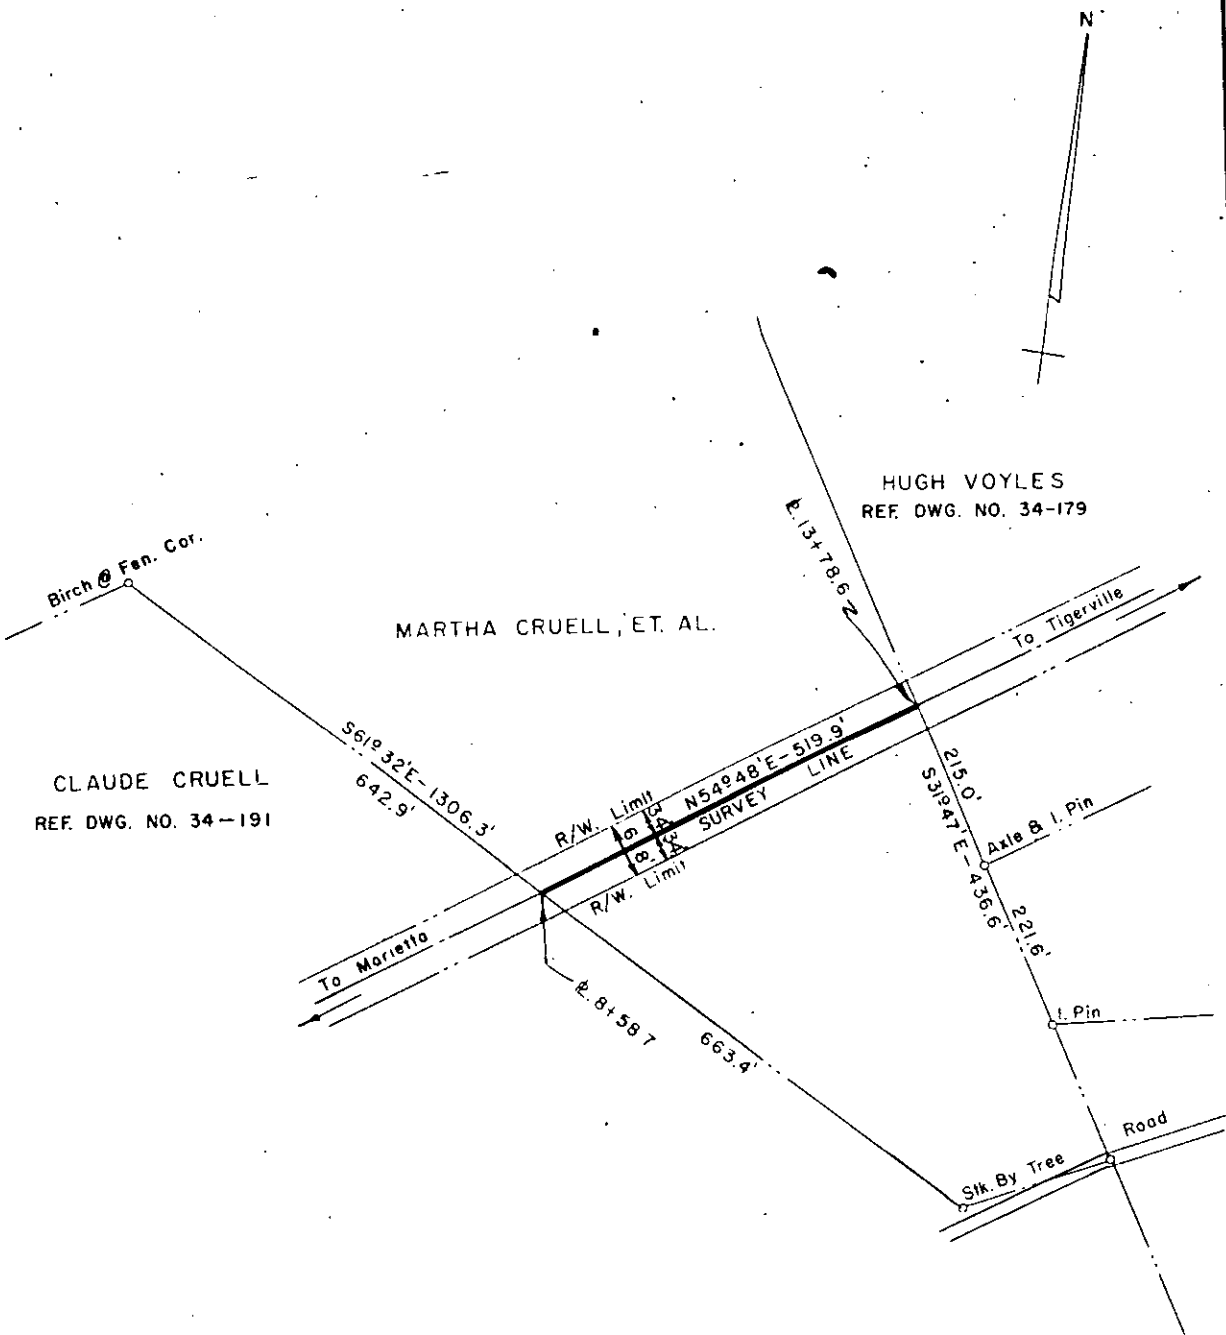 N
HUGH VOYLES
REF. DWG. NO. 34-179
℄ 13+78.6
Birch @ Fen. Cor.
MARTHA CRUELL, ET. AL.
To Tigerville
S61°32'E-1306.3'
642.9'
CLAUDE CRUELL
REF. DWG. NO. 34-191
N54°48'E-519.9'
SURVEY LINE
R/W. Limit
34'
34'
68'
R/W. Limit
215.0'
S31°47'E-436.6'
Axle & I. Pin
221.6'
To Marietta
℄ 8+58.7
663.4'
I. Pin
Road
Stk. By Tree